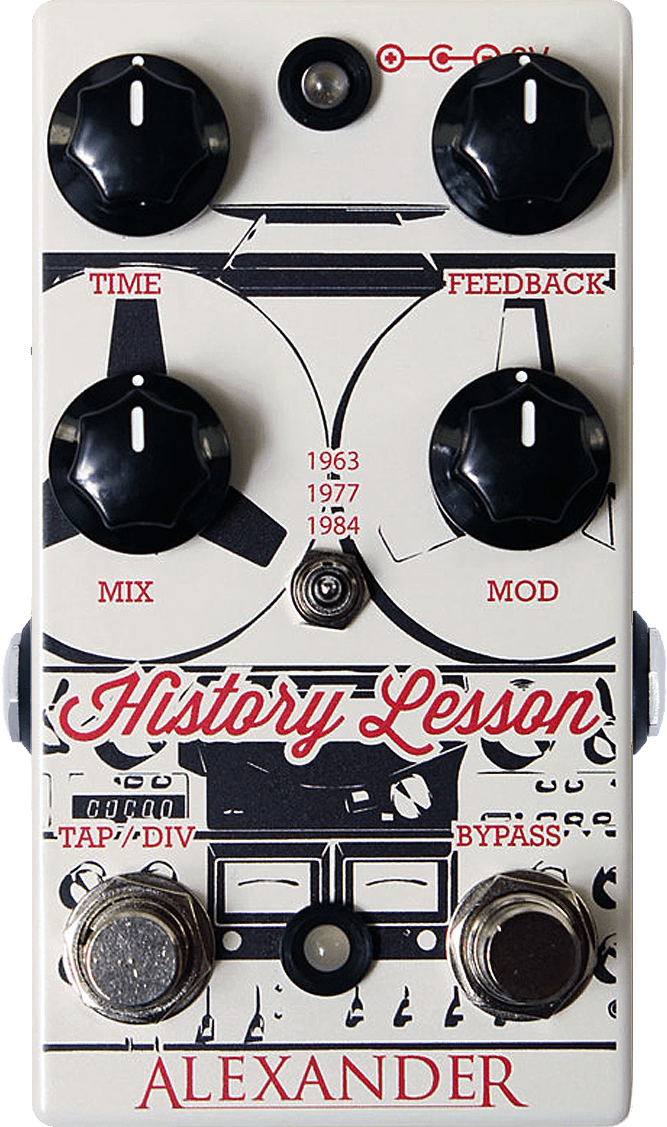 9V
TIME
FEEDBACK
1963
1977
1984
MIX
MOD
History Lesson
TAP / DIV
BYPASS
ALEXANDER